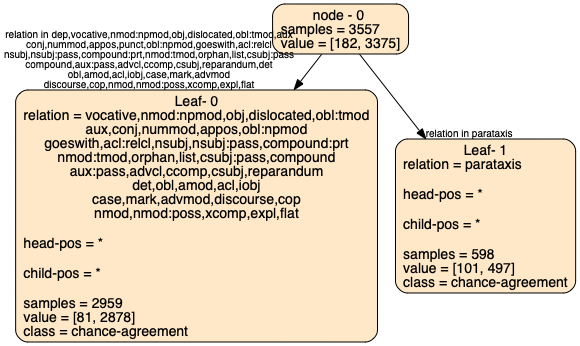 node - 0
samples = 3557
value = [182, 3375]
relation in dep,vocative,nmod:npmod,obj,dislocated,obl:tmod,aux
conj,nummod,appos,punct,obl:npmod,goeswith,acl:relcl
nsubj,nsubj:pass,compound:prt,nmod:tmod,orphan,list,csubj:pass
compound,aux:pass,advcl,ccomp,csubj,reparandum,det
obl,amod,acl,iobj,case,mark,advmod
discourse,cop,nmod,nmod:poss,xcomp,expl,flat
Leaf- 0
relation = vocative,nmod:npmod,obj,dislocated,obl:tmod
aux,conj,nummod,appos,obl:npmod
goeswith,acl:relcl,nsubj,nsubj:pass,compound:prt
nmod:tmod,orphan,list,csubj:pass,compound
aux:pass,advcl,ccomp,csubj,reparandum
det,obl,amod,acl,iobj
case,mark,advmod,discourse,cop
nmod,nmod:poss,xcomp,expl,flat
head-pos = *
child-pos = *
samples = 2959
value = [81, 2878]
class = chance-agreement
relation in parataxis
Leaf- 1
relation = parataxis
head-pos = *
child-pos = *
samples = 598
value = [101, 497]
class = chance-agreement